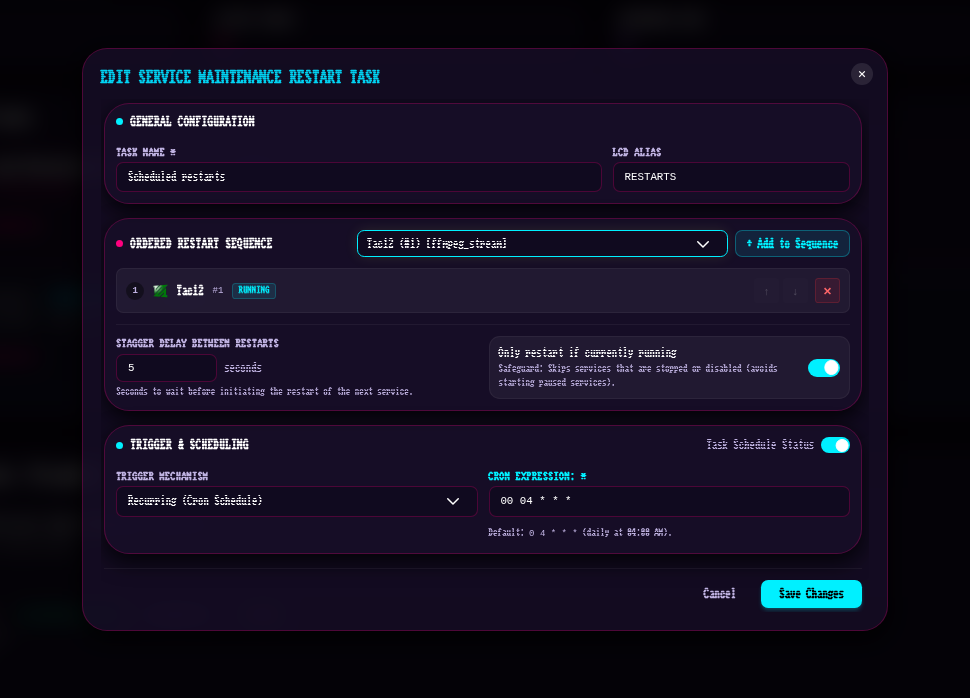 EDIT SERVICE MAINTENANCE RESTART TASK
×
GENERAL CONFIGURATION
TASK NAME *
LCD ALIAS
Scheduled restarts
RESTARTS
ORDERED RESTART SEQUENCE
Taci2 (#1) [ffmpeg_stream]
+ Add to Sequence
1 Taci2 #1 RUNNING ↑ ↓ ×
STAGGER DELAY BETWEEN RESTARTS
5 seconds
Seconds to wait before initiating the restart of the next service.
Only restart if currently running
Safeguard: Skips services that are stopped or disabled (avoids
starting paused services).
TRIGGER & SCHEDULING
Task Schedule Status
TRIGGER MECHANISM
CRON EXPRESSION: *
Recurring (Cron Schedule)
00 04 * * *
Default: 0 4 * * * (daily at 04:00 AM).
Cancel
Save Changes